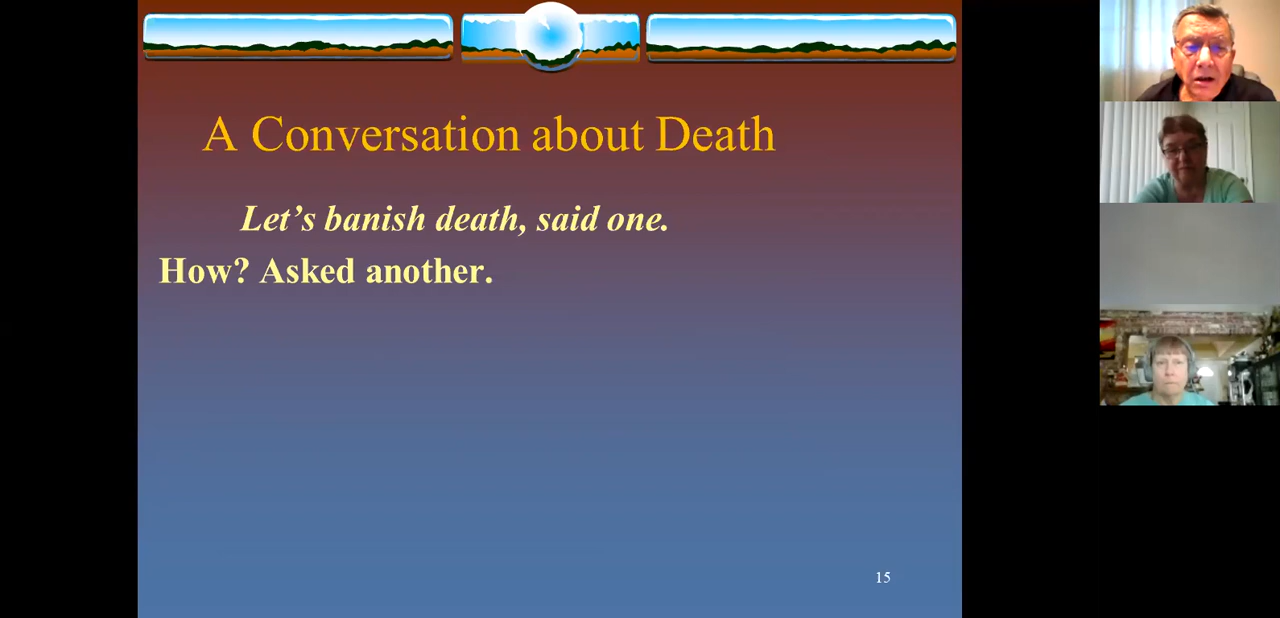 A Conversation about Death
Let’s banish death, said one.
How? Asked another.
15